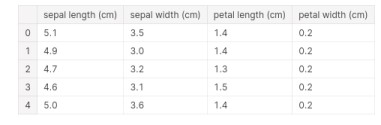 sepal length (cm) sepal width (cm) petal length (cm) petal width (cm)
0 5.1 3.5 1.4 0.2
1 4.9 3.0 1.4 0.2
2 4.7 3.2 1.3 0.2
3 4.6 3.1 1.5 0.2
4 5.0 3.6 1.4 0.2